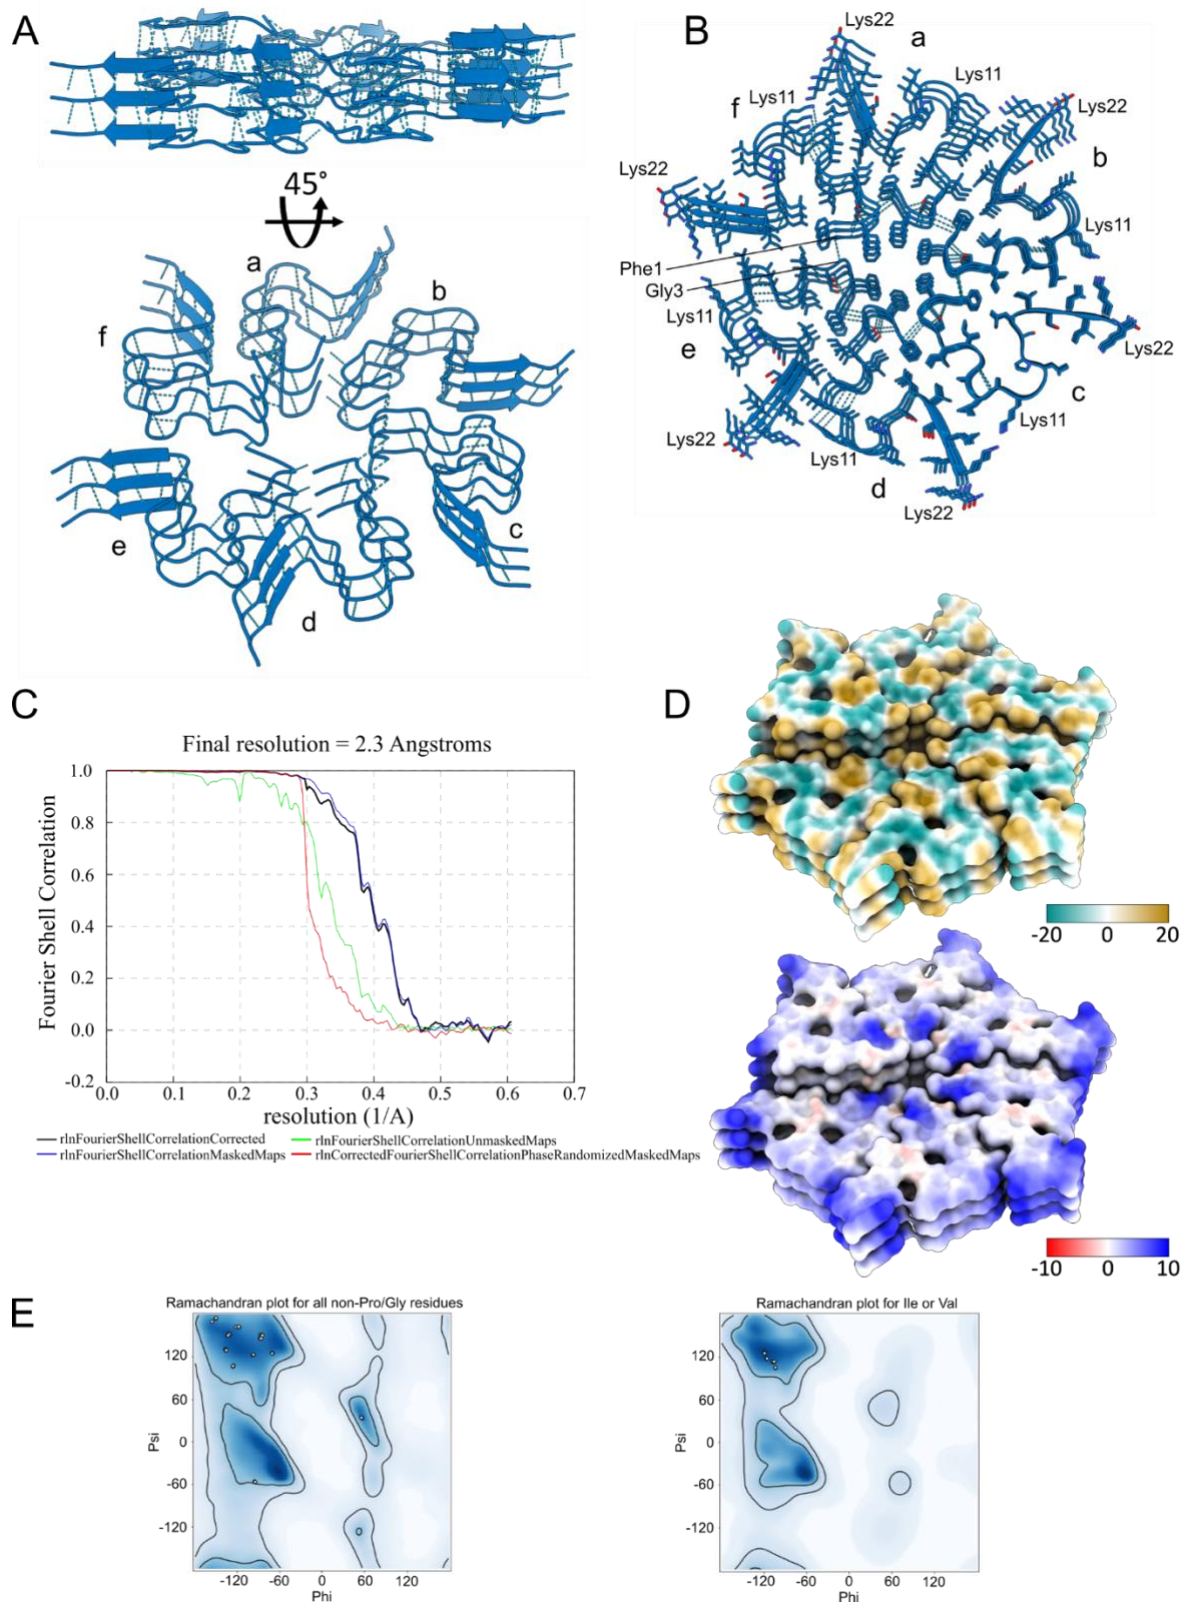 A
45°
a
b
f
e
c
d
B
Lys22
a
Lys11
f
Lys11
Lys22
b
Lys22
Lys11
Phe1
Gly3
Lys11
e
Lys22
c
Lys11
Lys22
Lys11
d
Lys22
C
Final resolution = 2.3 Angstroms
1.0
0.8
0.6
0.4
0.2
0.0
-0.2
Fourier Shell Correlation
0.0 0.1 0.2 0.3 0.4 0.5 0.6 0.7
resolution (1/A)
rlnFourierShellCorrelationCorrected
rlnFourierShellCorrelationUnmaskedMaps
rlnFourierShellCorrelationMaskedMaps
rlnCorrectedFourierShellCorrelationPhaseRandomizedMaskedMaps
D
-20 0 20
-10 0 10
E
Ramachandran plot for all non-Pro/Gly residues
120
60
0
-60
-120
Psi
-120 -60 0 60 120
Phi
Ramachandran plot for Ile or Val
120
60
0
-60
-120
Psi
-120 -60 0 60 120
Phi